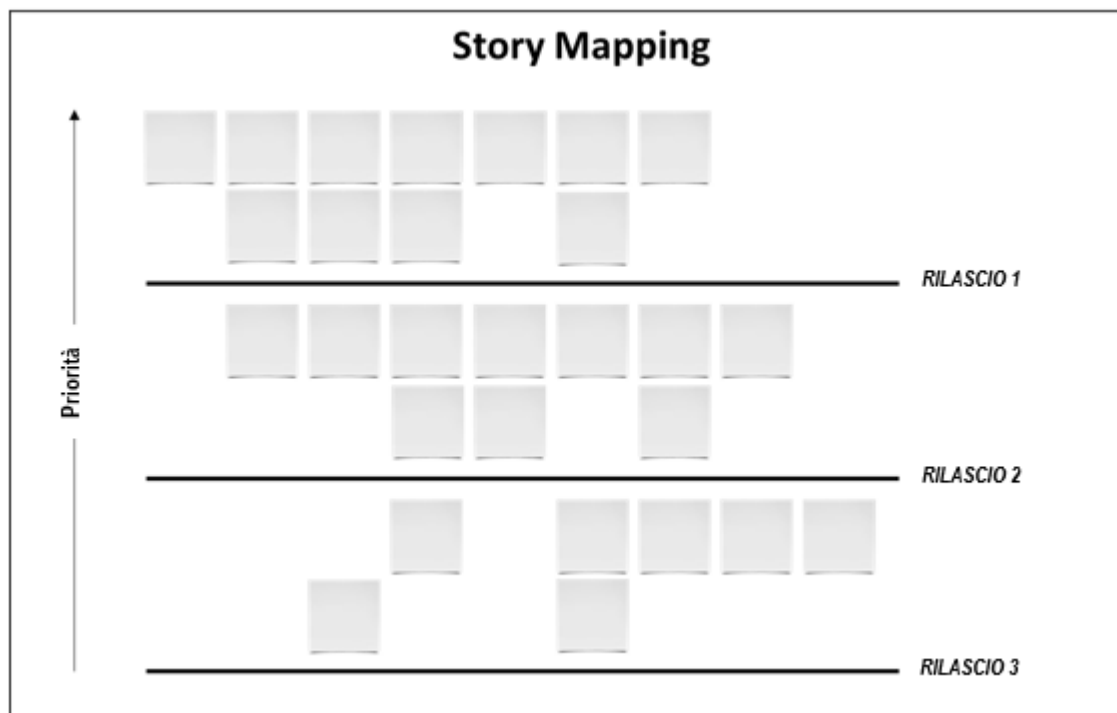 Story Mapping
Priorità
RILASCIO 1
RILASCIO 2
RILASCIO 3